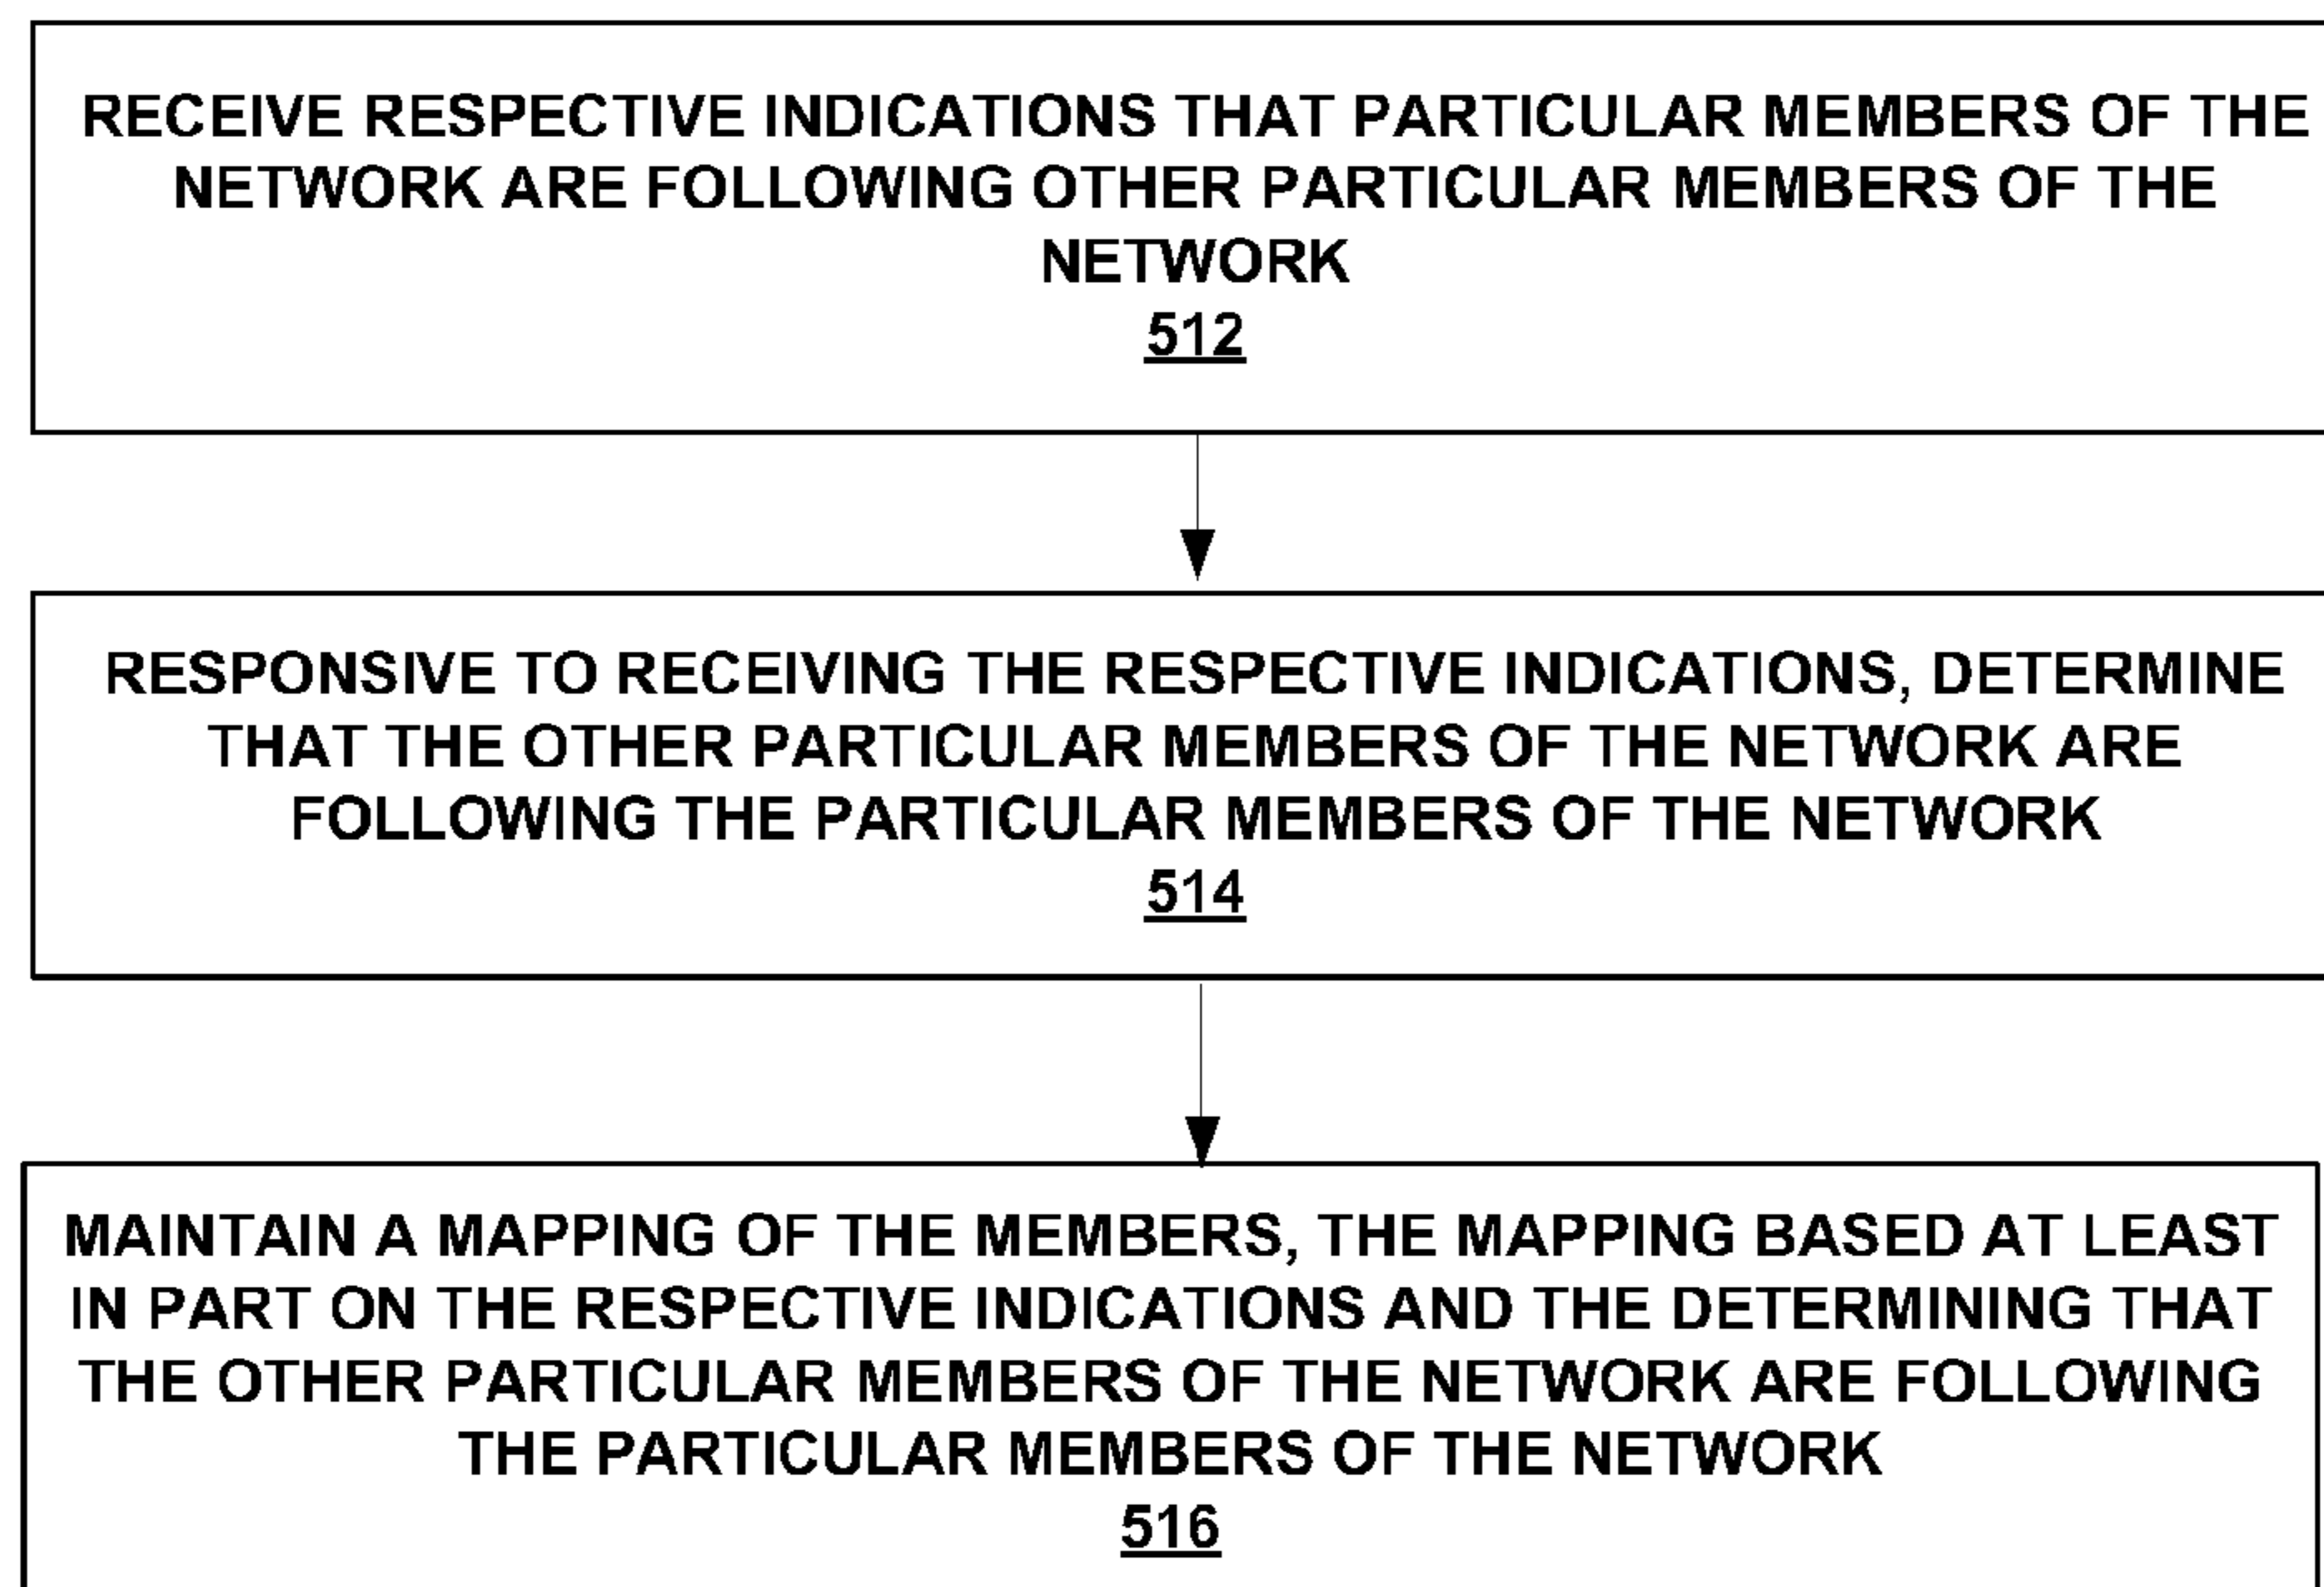 RECEIVE RESPECTIVE INDICATIONS THAT PARTICULAR MEMBERS OF THE
NETWORK ARE FOLLOWING OTHER PARTICULAR MEMBERS OF THE
NETWORK
512
RESPONSIVE TO RECEIVING THE RESPECTIVE INDICATIONS, DETERMINE
THAT THE OTHER PARTICULAR MEMBERS OF THE NETWORK ARE
FOLLOWING THE PARTICULAR MEMBERS OF THE NETWORK
514
MAINTAIN A MAPPING OF THE MEMBERS, THE MAPPING BASED AT LEAST
IN PART ON THE RESPECTIVE INDICATIONS AND THE DETERMINING THAT
THE OTHER PARTICULAR MEMBERS OF THE NETWORK ARE FOLLOWING
THE PARTICULAR MEMBERS OF THE NETWORK
516